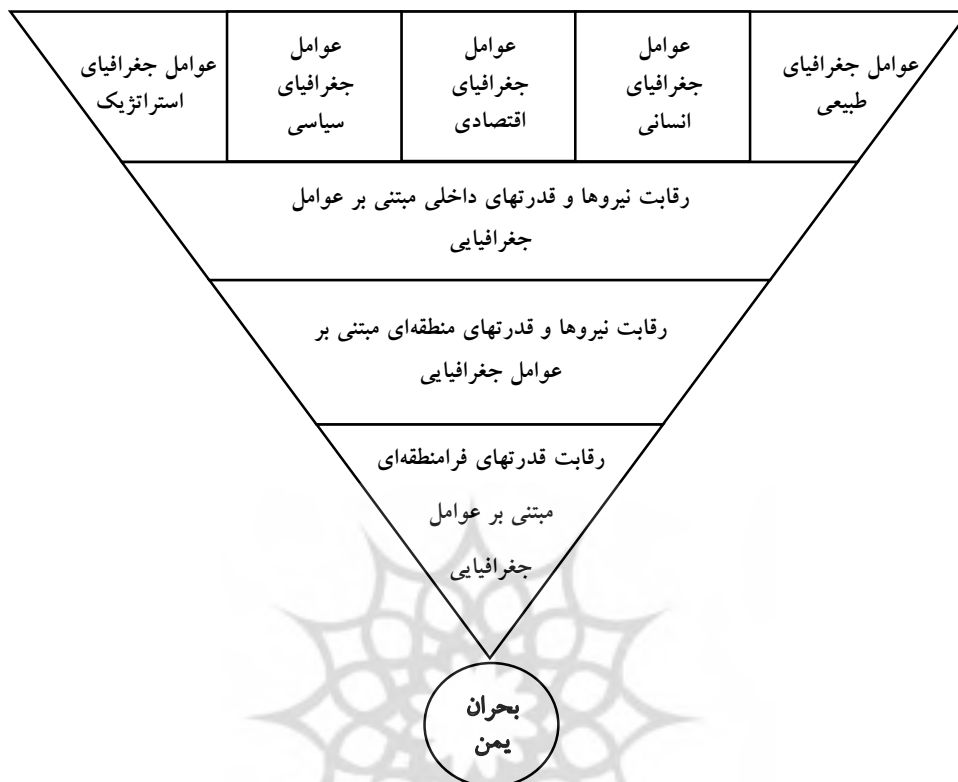 عوامل جغرافیای
طبیعی
عوامل
جغرافیای
انسانی
عوامل
جغرافیای
اقتصادی
عوامل
جغرافیای
سیاسی
عوامل جغرافیای
استراتژیک
رقابت نیروها و قدرتهای داخلی مبتنی بر عوامل
جغرافیایی
رقابت نیروها و قدرتهای منطقه‌ای مبتنی بر
عوامل جغرافیایی
رقابت قدرتهای فرامنطقه‌ای
مبتنی بر عوامل
جغرافیایی
بحران
یمن